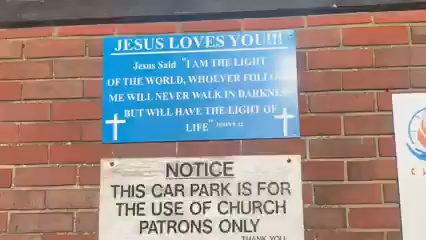 JESUS LOVES YOU!!!
Jesus Said "I AM THE LIGHT
OF THE WORLD, WHOEVER FOLLOW
ME WILL NEVER WALK IN DARKNESS
BUT WILL HAVE THE LIGHT OF
LIFE" JOHN 8:12
NOTICE
THIS CAR PARK IS FOR
THE USE OF CHURCH
PATRONS ONLY
THANK YOU
C